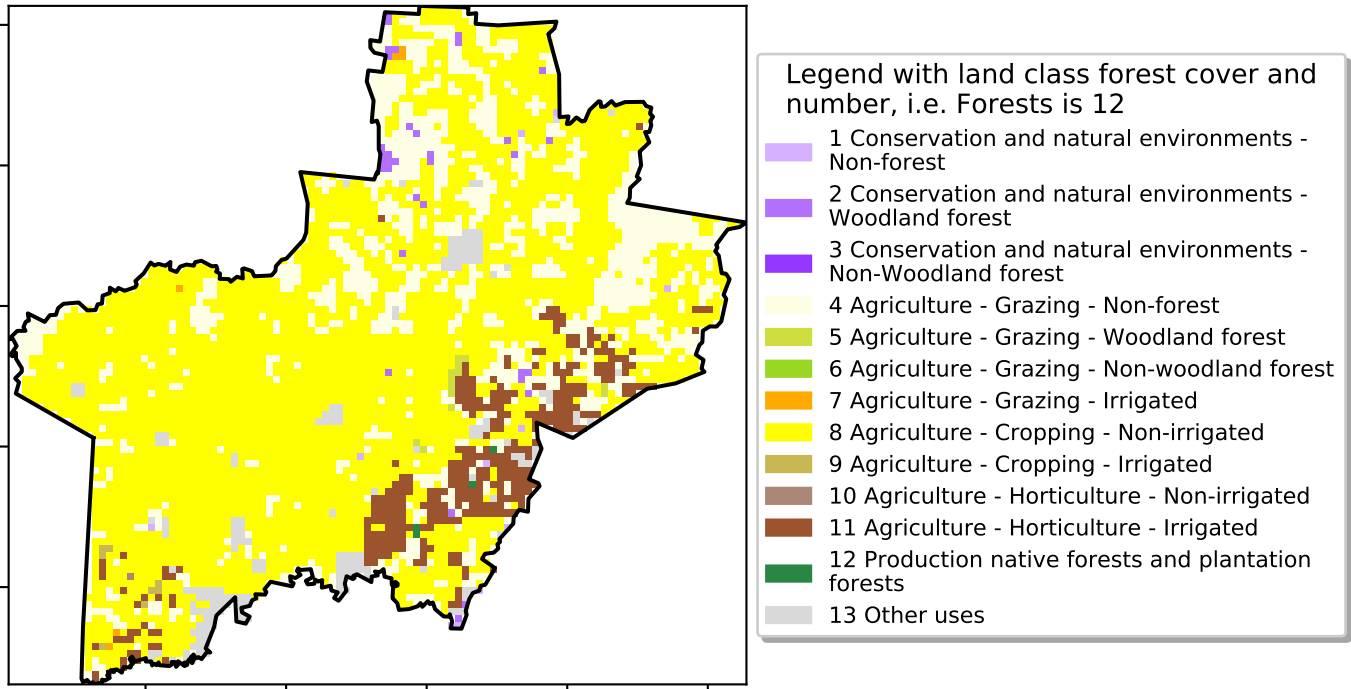 Legend with land class forest cover and
number, i.e. Forests is 12
1 Conservation and natural environments -
Non-forest
2 Conservation and natural environments -
Woodland forest
3 Conservation and natural environments -
Non-Woodland forest
4 Agriculture - Grazing - Non-forest
5 Agriculture - Grazing - Woodland forest
6 Agriculture - Grazing - Non-woodland forest
7 Agriculture - Grazing - Irrigated
8 Agriculture - Cropping - Non-irrigated
9 Agriculture - Cropping - Irrigated
10 Agriculture - Horticulture - Non-irrigated
11 Agriculture - Horticulture - Irrigated
12 Production native forests and plantation
forests
13 Other uses